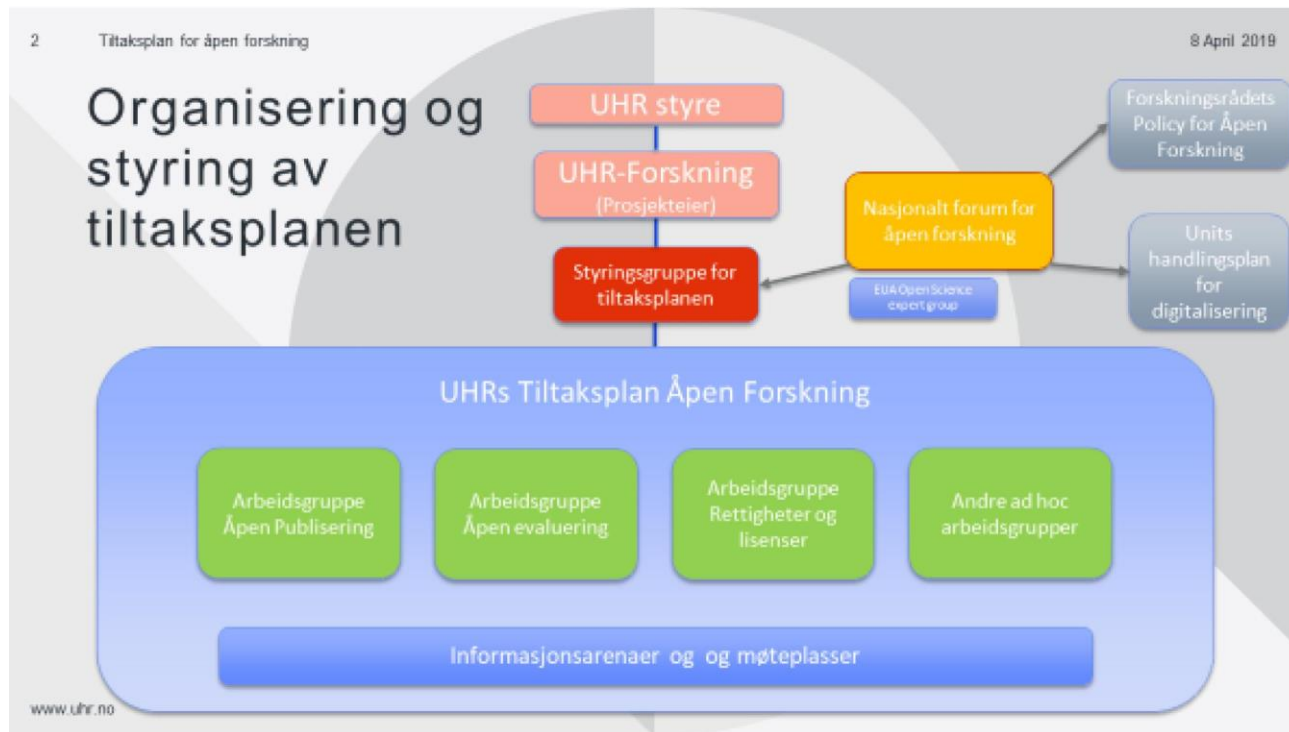 2 Tiltaksplan for åpen forskning
8 April 2019
Organisering og
styring av
tiltaksplanen
UHR styre
UHR-Forskning
(Prosjekteier)
Styringsgruppe for
tiltaksplanen
Nasjonalt forum for
åpen forskning
EUA Open Science
expert group
Forskningsrådets
Policy for Åpen
Forskning
Units
handlingsplan
for
digitalisering
UHRs Tiltaksplan Åpen Forskning
Arbeidsgruppe
Åpen Publisering
Arbeidsgruppe
Åpen evaluering
Arbeidsgruppe
Rettigheter og
lisenser
Andre ad hoc
arbeidsgrupper
Informasjonsarenaer og og møteplasser
www.uhr.no